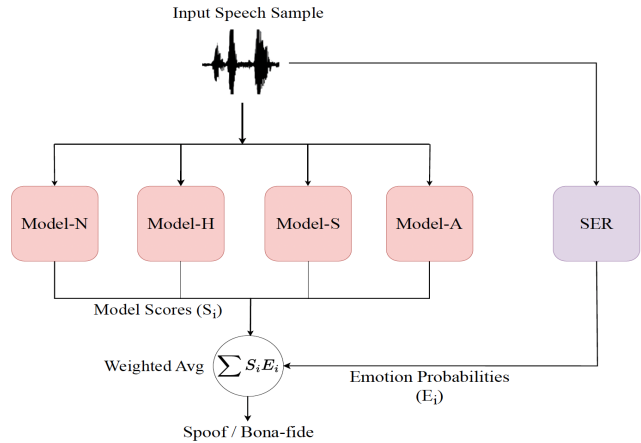 Input Speech Sample
Model-N
Model-H
Model-S
Model-A
SER
Model Scores (Sᵢ)
Weighted Avg
∑ SᵢEᵢ
Emotion Probabilities
(Eᵢ)
Spoof / Bona-fide